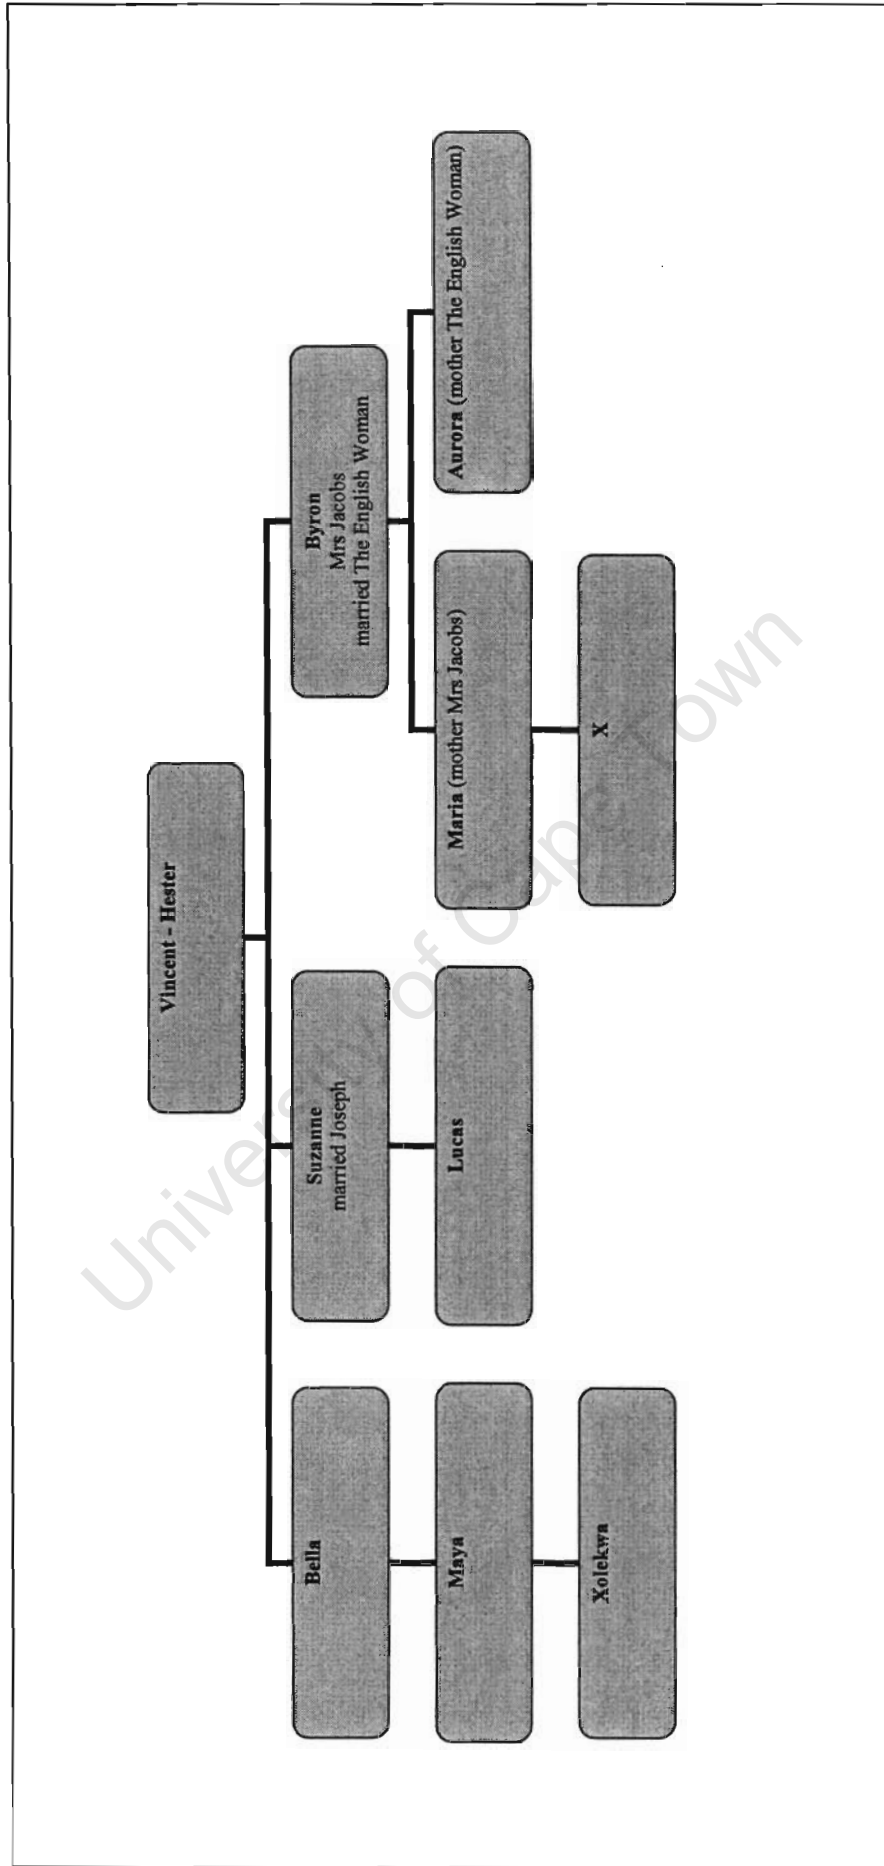 Vincent - Hester
Bella
Suzanne
married Joseph
Byron
Mrs Jacobs
married The English Woman
Maya
Lucas
Maria (mother Mrs Jacobs)
Aurora (mother The English Woman)
Xolekwa
X
University of Cape Town